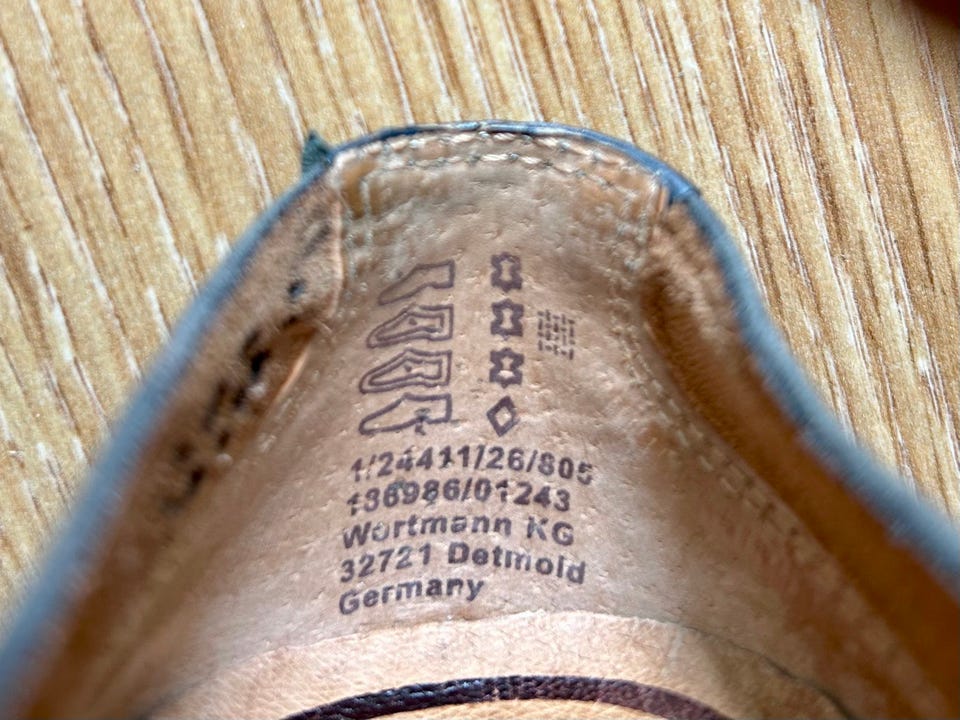 1/24411/26/805
136986/01243
Wortmann KG
32721 Detmold
Germany